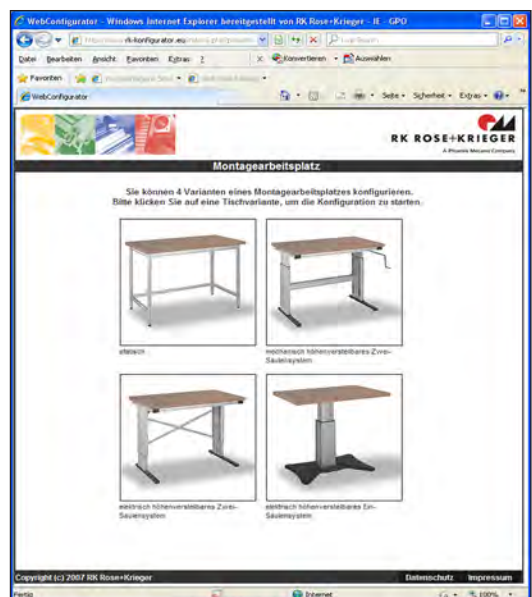 WebConfigurator - Windows Internet Explorer bereitgestellt von RK Rose+Krieger - IE - GPO
rk-konfigurator.eu
Datei Bearbeiten Ansicht Favoriten Extras ? X Konvertieren Auswählen
Favoriten
WebConfigurator Seite Sicherheit Extras
RK ROSE+KRIEGER
A Phoenix Mecano Company
Montagearbeitsplatz
Sie können 4 Varianten eines Montagearbeitsplatzes konfigurieren.
Bitte klicken Sie auf eine Tischvariante, um die Konfiguration zu starten.
statisch
mechanisch höhenverstellbares Zwei-
Säulensystem
elektrisch höhenverstellbares Zwei-
Säulensystem
elektrisch höhenverstellbares Ein-
Säulensystem
Copyright (c) 2007 RK Rose+Krieger Datenschutz Impressum
Fertig Internet 100%